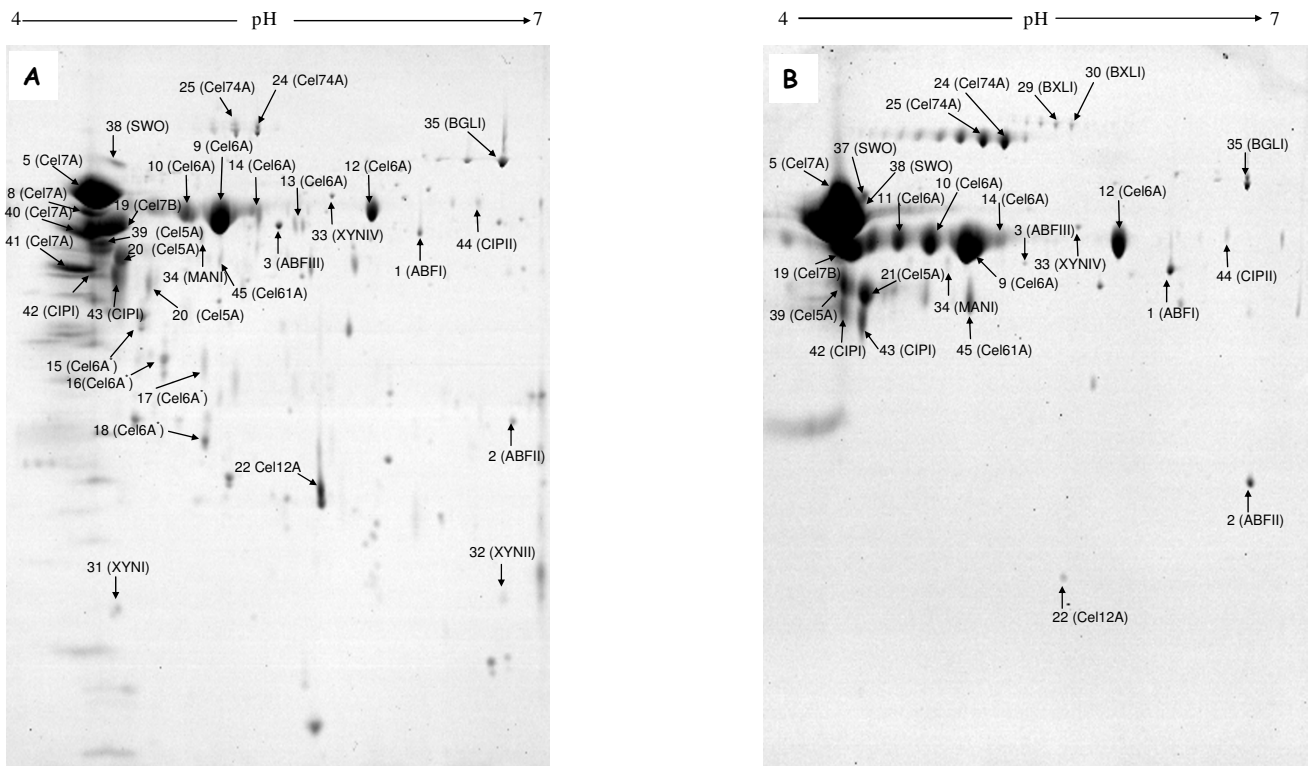 4 pH 7
A
25 (Cel74A)
24 (Cel74A)
38 (SWO)
9 (Cel6A)
35 (BGLI)
5 (Cel7A)
10 (Cel6A)
14 (Cel6A)
12 (Cel6A)
13 (Cel6A)
8 (Cel7A)
19 (Cel7B)
40 (Cel7A)
39 (Cel5A)
41 (Cel7A)
20 (Cel5A)
33 (XYNIV)
44 (CIPII)
3 (ABFIII)
1 (ABFI)
34 (MANI)
45 (Cel61A)
42 (CIPI)
43 (CIPI)
20 (Cel5A)
15 (Cel6A)
16(Cel6A)
17 (Cel6A)
18 (Cel6A)
2 (ABFII)
22 Cel12A
32 (XYNII)
31 (XYNI)
4 pH 7
B
30 (BXLI)
29 (BXLI)
24 (Cel74A)
25 (Cel74A)
35 (BGLI)
37 (SWO)
5 (Cel7A)
38 (SWO)
10 (Cel6A)
11 (Cel6A)
14 (Cel6A)
12 (Cel6A)
3 (ABFIII)
33 (XYNIV)
19 (Cel7B)
21(Cel5A)
9 (Cel6A)
44 (CIPII)
34 (MANI)
39 (Cel5A)
1 (ABFI)
42 (CIPI)
43 (CIPI)
45 (Cel61A)
2 (ABFII)
22 (Cel12A)